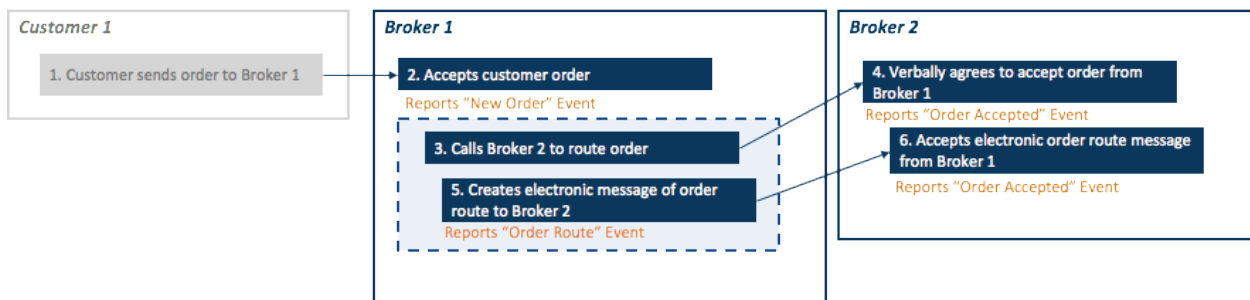 Customer 1
1. Customer sends order to Broker 1
Broker 1
2. Accepts customer order
Reports "New Order" Event
3. Calls Broker 2 to route order
5. Creates electronic message of order
route to Broker 2
Reports "Order Route" Event
Broker 2
4. Verbally agrees to accept order from
Broker 1
Reports "Order Accepted" Event
6. Accepts electronic order route message
from Broker 1
Reports "Order Accepted" Event